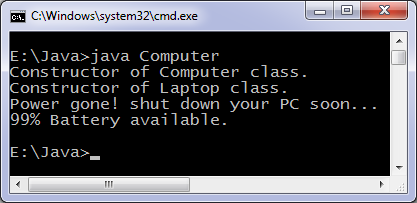 C:\Windows\system32\cmd.exe
E:\Java>java Computer
Constructor of Computer class.
Constructor of Laptop class.
Power gone! shut down your PC soon...
99% Battery available.
E:\Java>_